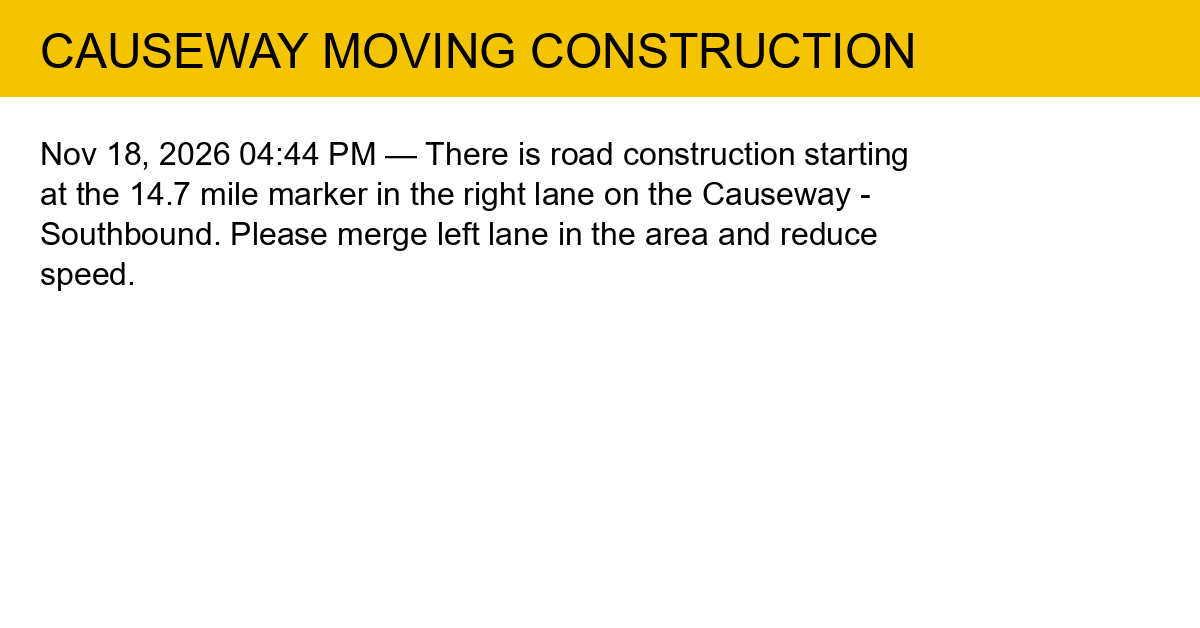 CAUSEWAY MOVING CONSTRUCTION
Nov 18, 2026 04:44 PM — There is road construction starting
at the 14.7 mile marker in the right lane on the Causeway -
Southbound. Please merge left lane in the area and reduce
speed.